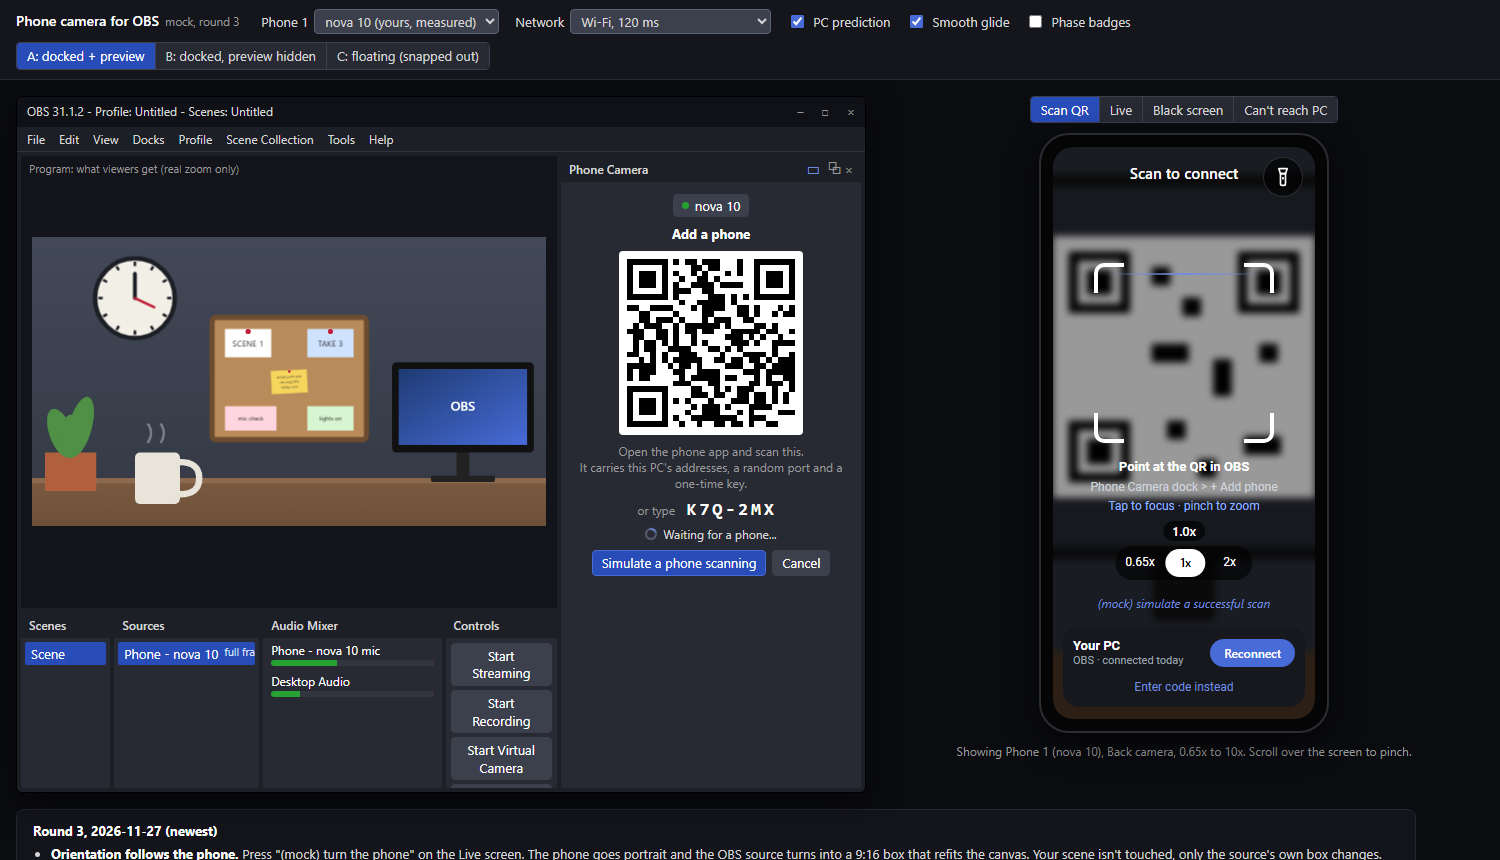 Phone camera for OBS mock, round 3 Phone 1 nova 10 (yours, measured) Network Wi-Fi, 120 ms PC prediction Smooth glide Phase badges
A: docked + preview B: docked, preview hidden C: floating (snapped out)
OBS 31.1.2 - Profile: Untitled - Scenes: Untitled
File Edit View Docks Profile Scene Collection Tools Help
Program: what viewers get (real zoom only)
SCENE 1 TAKE 3
mic check lights on
OBS
Scenes
Scene
Sources
Phone - nova 10 full fra
Audio Mixer
Phone - nova 10 mic
Desktop Audio
Controls
Start
Streaming
Start
Recording
Start Virtual
Camera
Phone Camera
nova 10
Add a phone
Open the phone app and scan this.
It carries this PC's addresses, a random port and a
one-time key.
or type K7Q-2MX
Waiting for a phone...
Simulate a phone scanning Cancel
Scan QR Live Black screen Can't reach PC
Scan to connect
Point at the QR in OBS
Phone Camera dock > + Add phone
Tap to focus · pinch to zoom
1.0x
0.65x 1x 2x
(mock) simulate a successful scan
Your PC
OBS · connected today
Reconnect
Enter code instead
Showing Phone 1 (nova 10), Back camera, 0.65x to 10x. Scroll over the screen to pinch.
Round 3, 2026-11-27 (newest)
• Orientation follows the phone. Press "(mock) turn the phone" on the Live screen. The phone goes portrait and the OBS source turns into a 9:16 box that refits the canvas. Your scene isn't touched, only the source's own box changes.